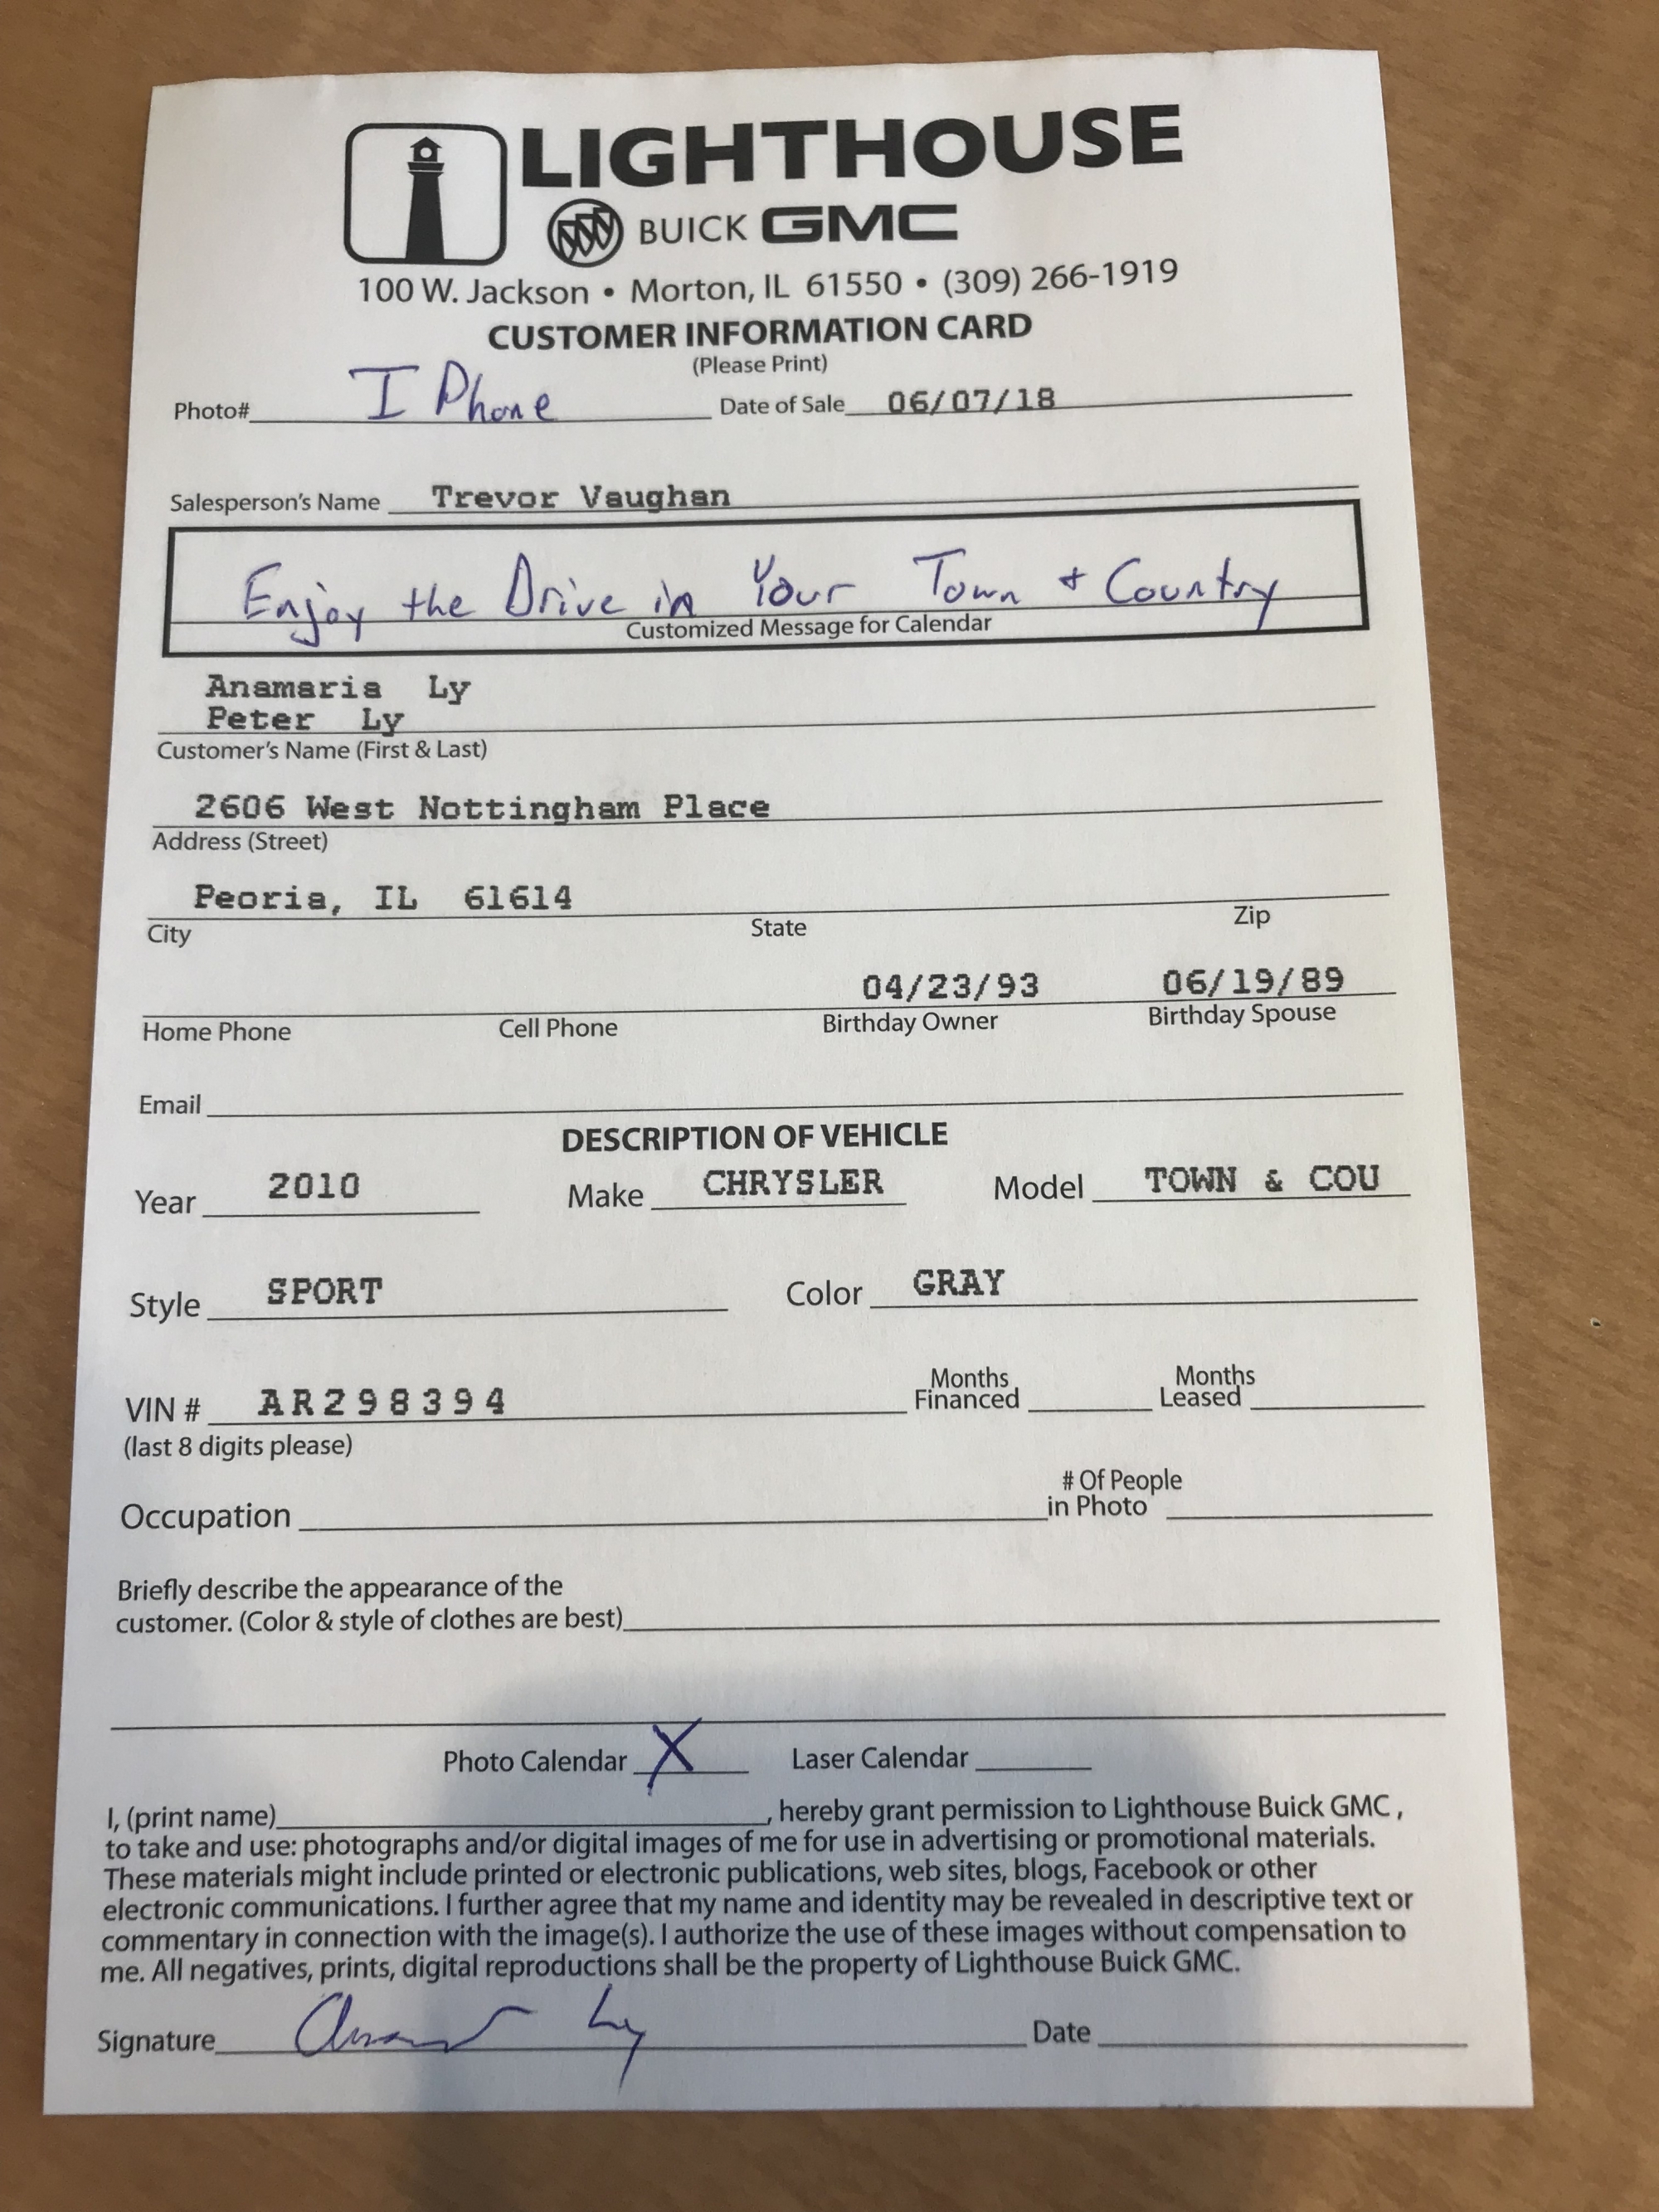 LIGHTHOUSE
BUICK GMC
100 W. Jackson • Morton, IL 61550 • (309) 266-1919
CUSTOMER INFORMATION CARD
(Please Print)
Photo# I Phone Date of Sale 06/07/18
Salesperson's Name Trevor Vaughan
Enjoy the Drive in Your Town & Country
Customized Message for Calendar
Anamaria Ly
Peter Ly
Customer's Name (First & Last)
2606 West Nottingham Place
Address (Street)
Peoria, IL 61614
City State Zip
04/23/93 06/19/89
Home Phone Cell Phone Birthday Owner Birthday Spouse
Email
DESCRIPTION OF VEHICLE
Year 2010 Make CHRYSLER Model TOWN & COU
Style SPORT Color GRAY
VIN # AR298394 Months Financed Months Leased
(last 8 digits please)
Occupation # Of People in Photo
Briefly describe the appearance of the
customer. (Color & style of clothes are best)
Photo Calendar X Laser Calendar
I, (print name) , hereby grant permission to Lighthouse Buick GMC,
to take and use: photographs and/or digital images of me for use in advertising or promotional materials.
These materials might include printed or electronic publications, web sites, blogs, Facebook or other
electronic communications. I further agree that my name and identity may be revealed in descriptive text or
commentary in connection with the image(s). I authorize the use of these images without compensation to
me. All negatives, prints, digital reproductions shall be the property of Lighthouse Buick GMC.
Signature Ly Date